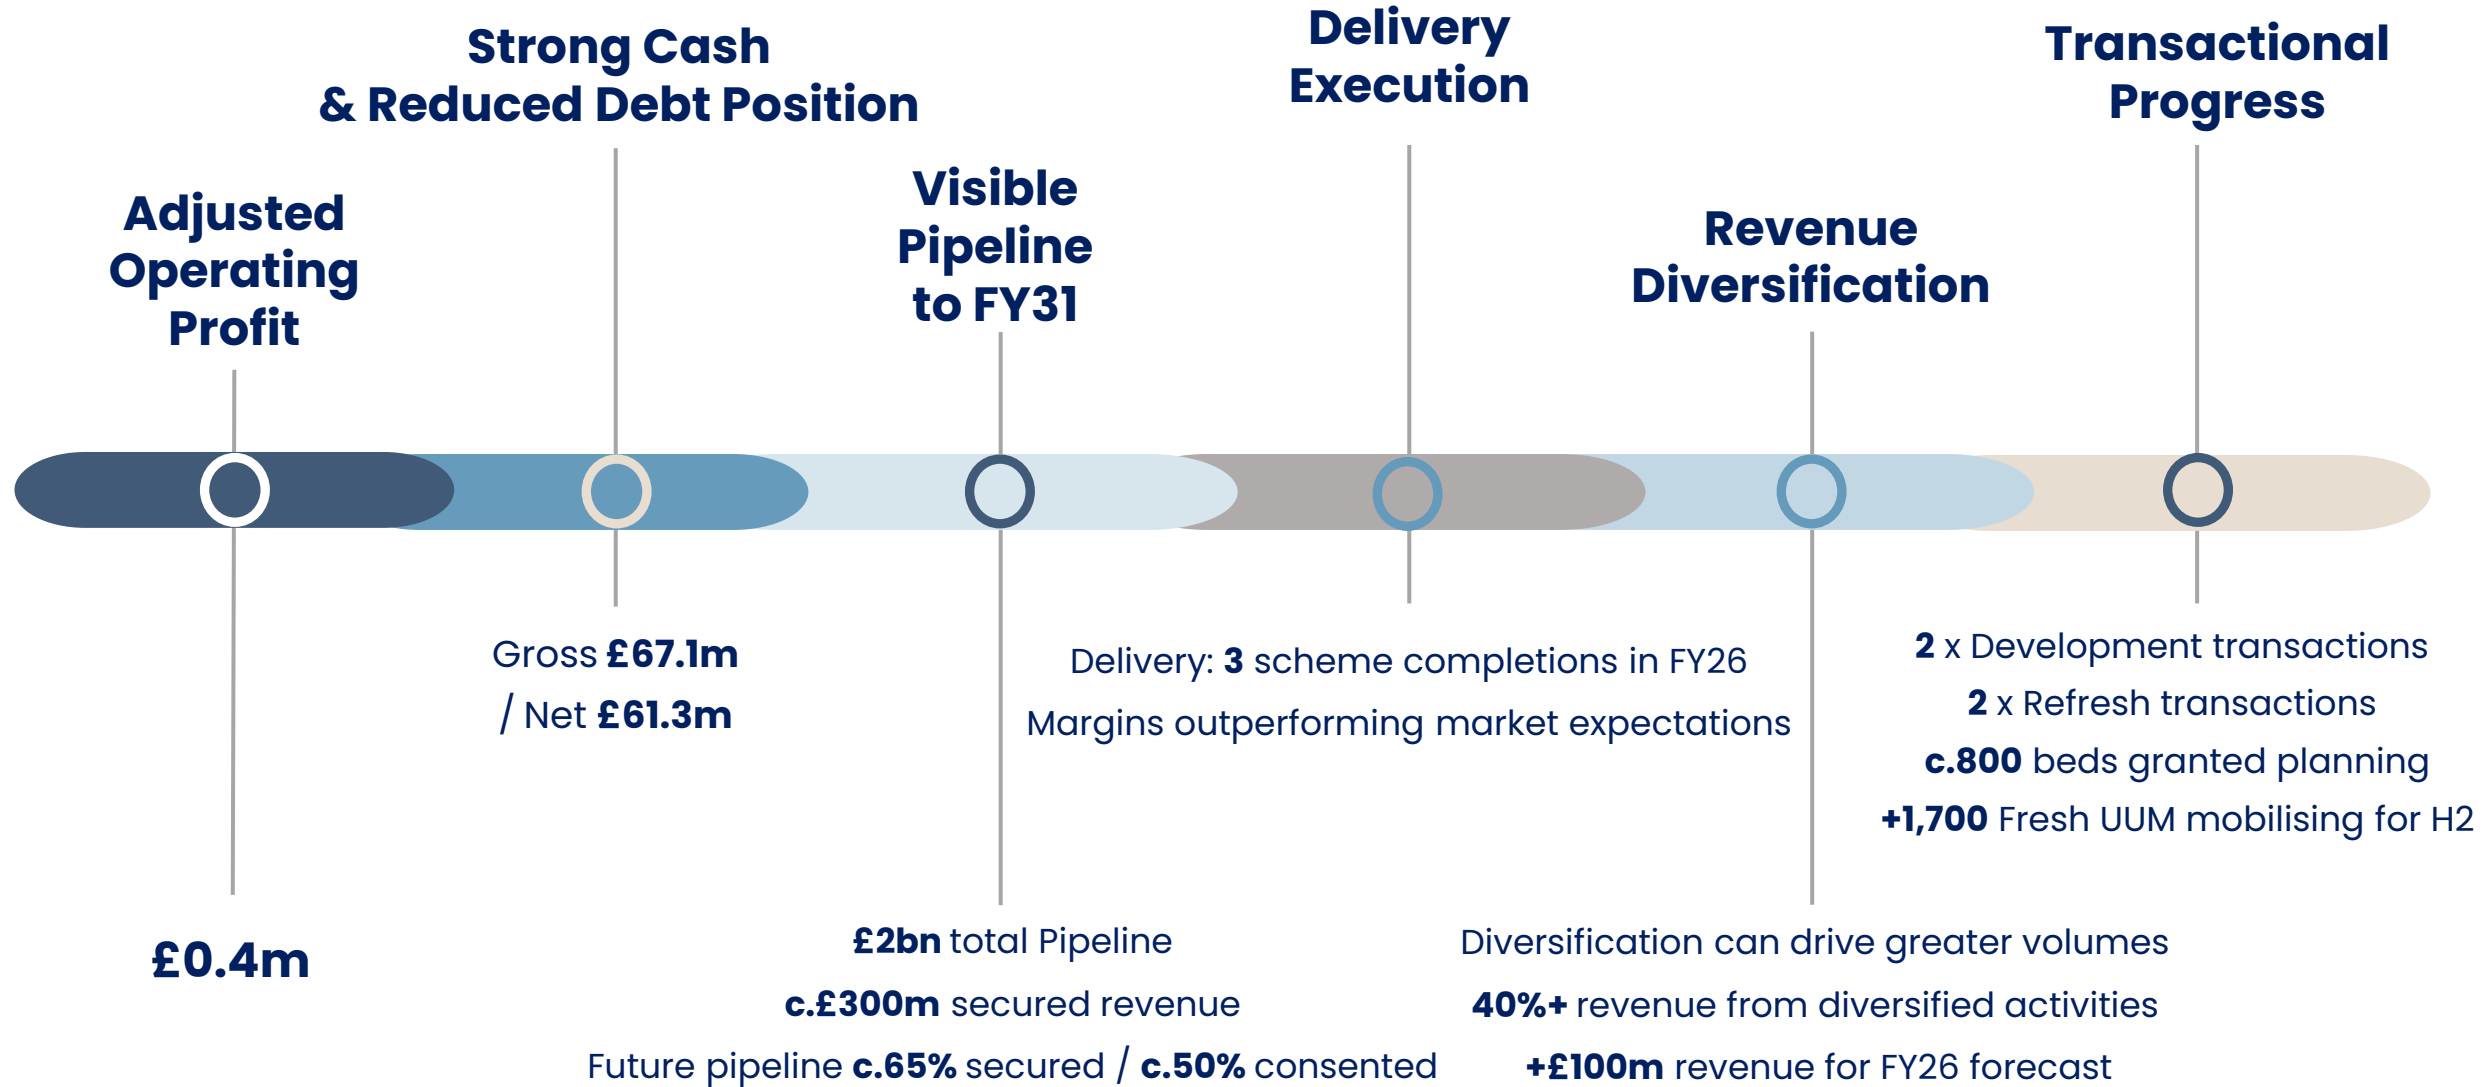 Adjusted
Operating
Profit
£0.4m
Strong Cash
& Reduced Debt Position
Gross £67.1m
/ Net £61.3m
Visible
Pipeline
to FY31
£2bn total Pipeline
c.£300m secured revenue
Future pipeline c.65% secured / c.50% consented
Delivery
Execution
Delivery: 3 scheme completions in FY26
Margins outperforming market expectations
Revenue
Diversification
Diversification can drive greater volumes
40%+ revenue from diversified activities
+£100m revenue for FY26 forecast
Transactional
Progress
2 x Development transactions
2 x Refresh transactions
c.800 beds granted planning
+1,700 Fresh UUM mobilising for H2